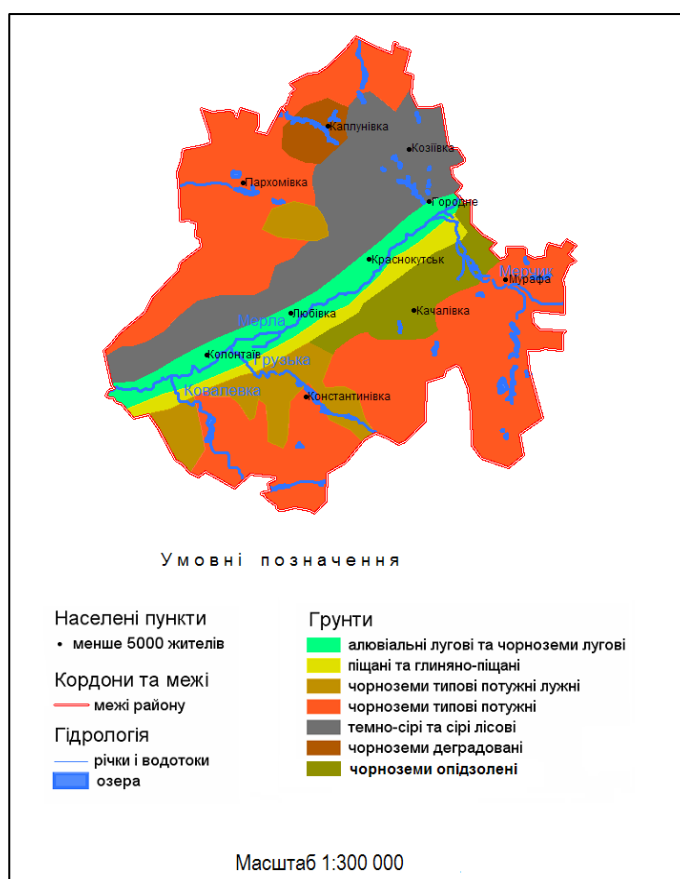 Каплунівка
Козіївка
Пархомівка
Городне
Краснокутськ
Мерчик
Мурафа
Мерла
Любівка
Качалівка
Колонтаїв
Грузька
Ковалевка
Константинівка
Умовні позначення
Населені пункти
менше 5000 жителів
Кордони та межі
межі району
Гідрологія
річки і водотоки
озера
Грунти
алювіальні лугові та чорноземи лугові
піщані та глиняно-піщані
чорноземи типові потужні лужні
чорноземи типові потужні
темно-сірі та сірі лісові
чорноземи деградовані
чорноземи опідзолені
Масштаб 1:300 000